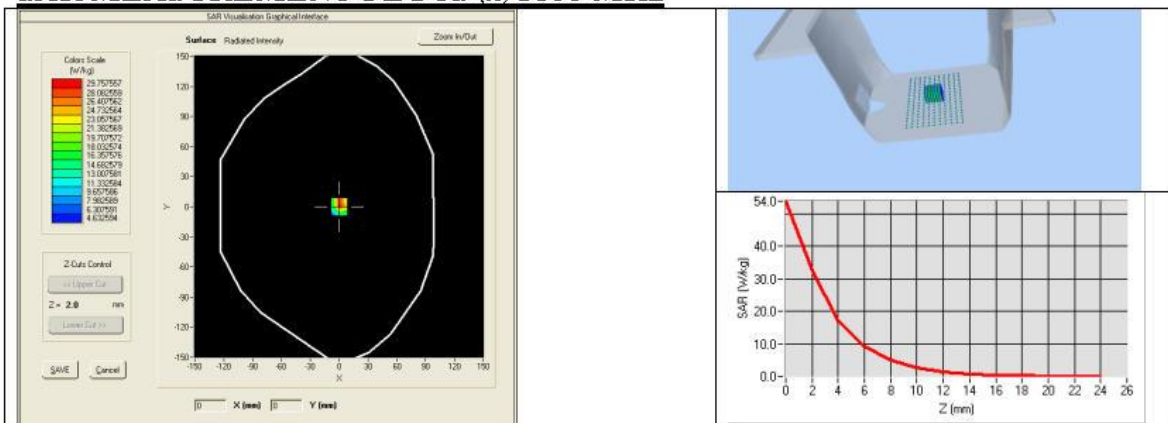 SAR Visualisation Graphical Interface
Surface Radiated Intensity
Zoom In/Out
Colors Scale
(W/kg)
29.757557
28.082559
26.407562
24.732564
23.057567
21.382569
19.707572
18.032574
16.357576
14.682579
13.007581
11.332584
9.657586
7.982589
6.307591
4.632594
Z-Cuts Control
<< Upper Cut
Z = 2.0 mm
Lower Cut >>
SAVE Cancel
150
120
90
60
30
0
-30
-60
-90
-120
-150
Y
-150 -120 -90 -60 -30 0 30 60 90 120 150
X
0 X (mm) 0 Y (mm)
54.0
40.0
30.0
20.0
10.0
0.0
SAR (W/kg)
0 2 4 6 8 10 12 14 16 18 20 22 24 26
Z (mm)